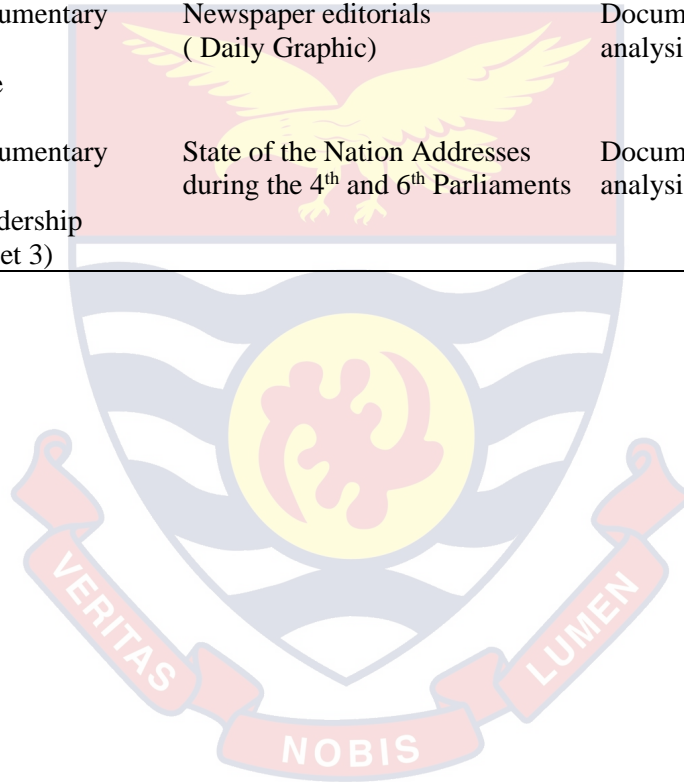 umentary Newspaper editorials Docum
( Daily Graphic) analysi
e
umentary State of the Nation Addresses Docum
during the 4th and 6th Parliaments analysi
dership
et 3)
VERITAS
LUMEN
NOBIS